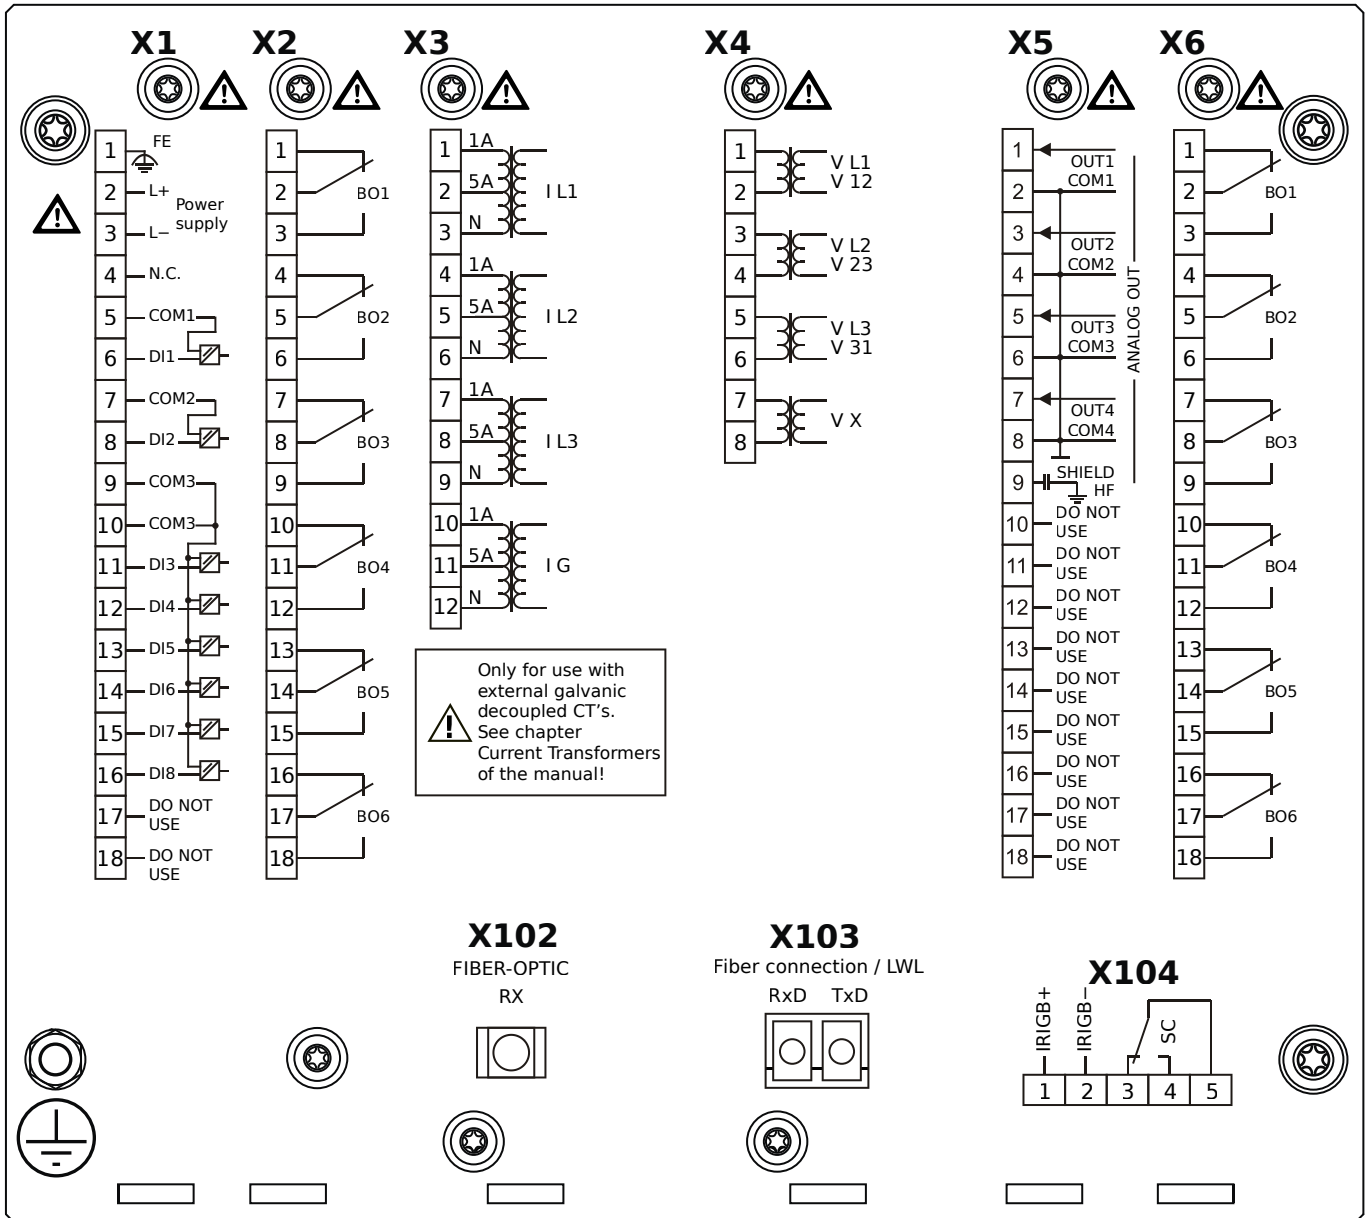 X1
X2
X3
X4
X5
X6
1 FE
2 L+
Power
supply
3 L−
4 N.C.
5 COM1
6 DI1
7 COM2
8 DI2
9 COM3
10 COM3
11 DI3
12 DI4
13 DI5
14 DI6
15 DI7
16 DI8
17 DO NOT
USE
18 DO NOT
USE
1
2 BO1
3
4
5 BO2
6
7
8 BO3
9
10
11 BO4
12
13
14 BO5
15
16
17 BO6
18
1 1A
2 5A I L1
3 N
4 1A
5 5A I L2
6 N
7 1A
8 5A I L3
9 N
10 1A
11 5A I G
12 N
Only for use with
external galvanic
decoupled CT's.
See chapter
Current Transformers
of the manual!
1 V L1
2 V 12
3 V L2
4 V 23
5 V L3
6 V 31
7 V X
8
1 OUT1
2 COM1
3 OUT2
4 COM2
5 OUT3
6 COM3
7 OUT4
8 COM4
ANALOG OUT
9 SHIELD
HF
10 DO NOT
USE
11 DO NOT
USE
12 DO NOT
USE
13 DO NOT
USE
14 DO NOT
USE
15 DO NOT
USE
16 DO NOT
USE
17 DO NOT
USE
18 DO NOT
USE
1
2 BO1
3
4
5 BO2
6
7
8 BO3
9
10
11 BO4
12
13
14 BO5
15
16
17 BO6
18
X102
FIBER-OPTIC
RX
X103
Fiber connection / LWL
RxD TxD
X104
IRIGB+
IRIGB−
SC
1 2 3 4 5